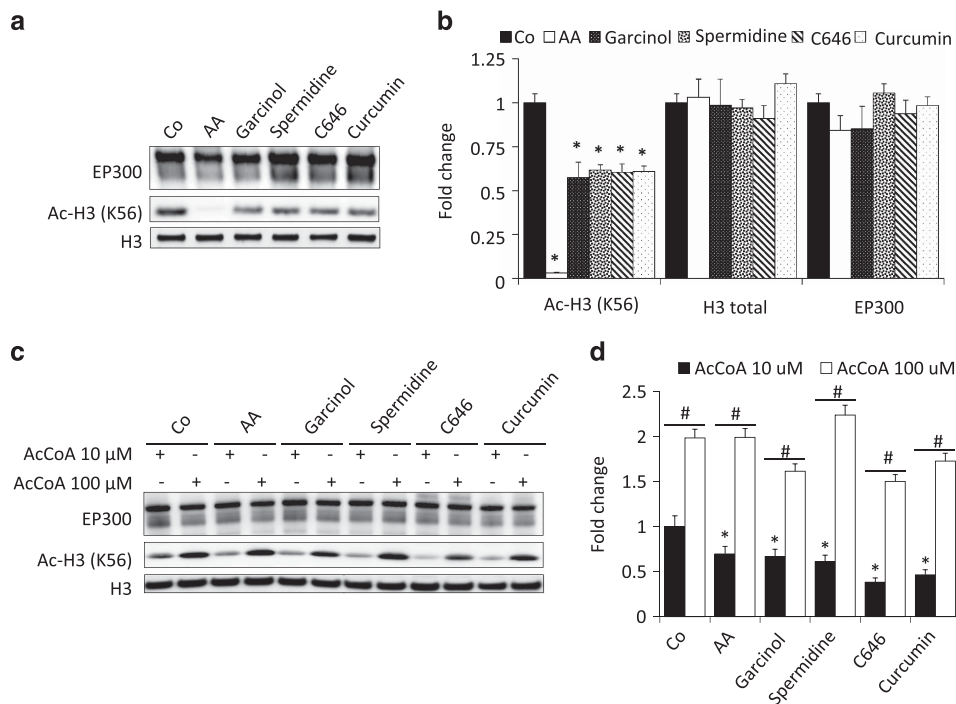 a
Co AA Garcinol Spermidine C646 Curcumin
EP300
Ac-H3 (K56)
H3
b
Co AA Garcinol Spermidine C646 Curcumin
1.25
1
0.75
0.5
0.25
0
Fold change
* * * * *
Ac-H3 (K56) H3 total EP300
c
Co AA Garcinol Spermidine C646 Curcumin
AcCoA 10 µM + - + - + - + - + - + -
AcCoA 100 µM - + - + - + - + - + - +
EP300
Ac-H3 (K56)
H3
d
AcCoA 10 uM AcCoA 100 uM
2.5
2
1.5
1
0.5
0
Fold change
# # # # # #
* * * * *
Co AA Garcinol Spermidine C646 Curcumin